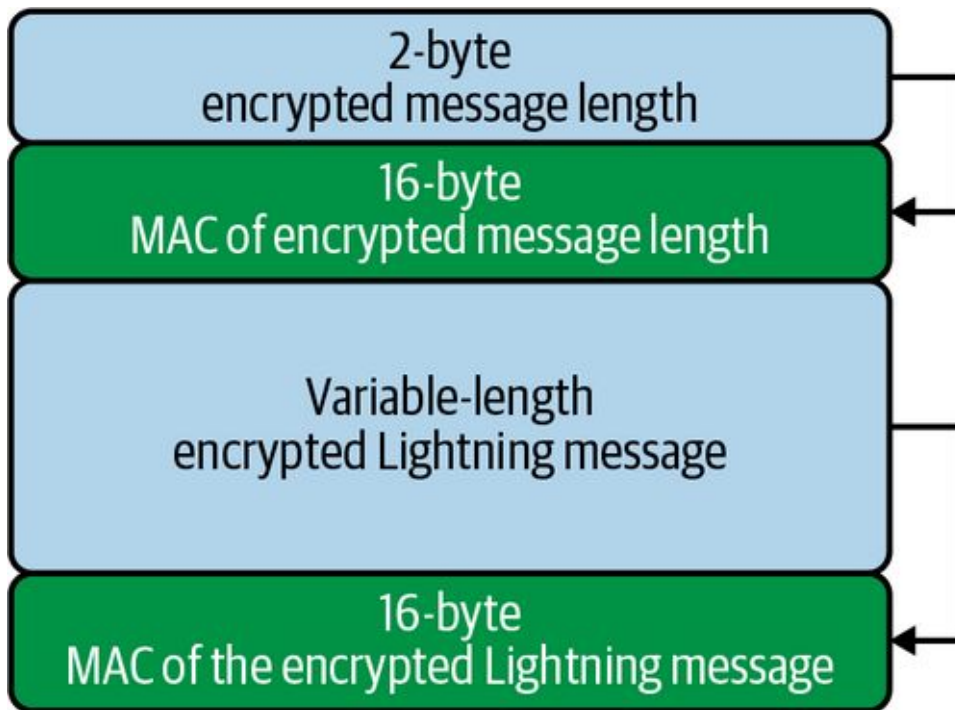 2-byte
encrypted message length
16-byte
MAC of encrypted message length
Variable-length
encrypted Lightning message
16-byte
MAC of the encrypted Lightning message